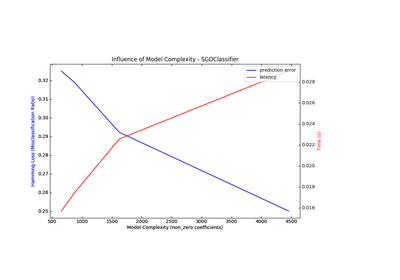 Influence of Model Complexity - SGDClassifier
prediction error
latency
0.32
0.31
0.30
0.29
0.28
0.27
0.26
0.25
Hamming Loss (Misclassification Ratio)
0.028
0.026
0.024
0.022
0.020
0.018
0.016
Time (s)
500 1000 1500 2000 2500 3000 3500 4000 4500
Model Complexity (non_zero coefficients)